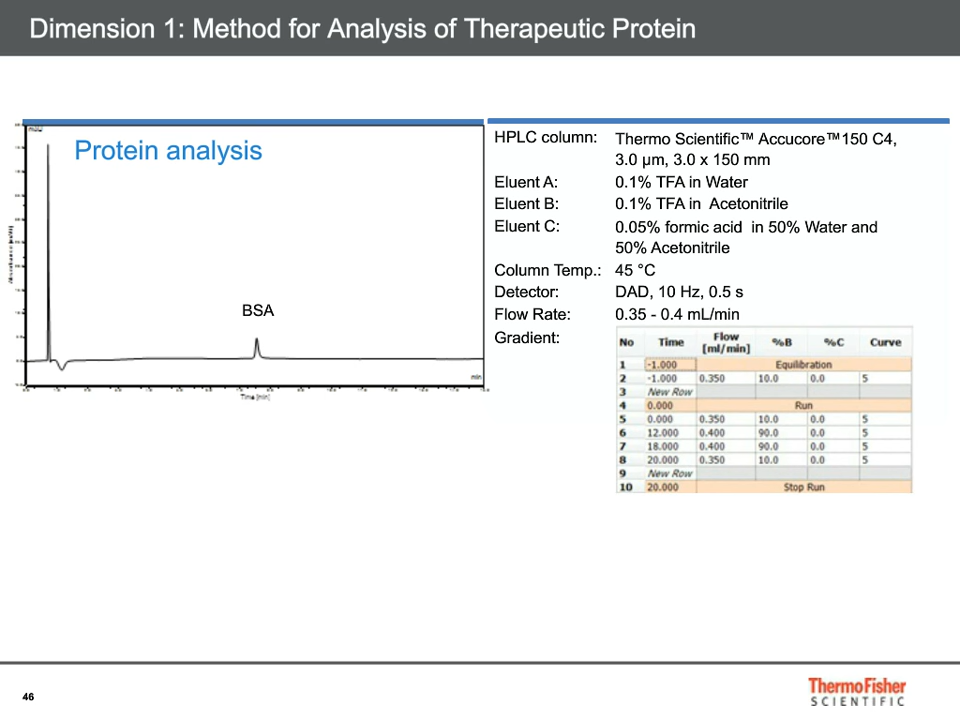 Dimension 1: Method for Analysis of Therapeutic Protein
Protein analysis
BSA
min
Time [min]
HPLC column: Thermo Scientific™ Accucore™150 C4,
3.0 µm, 3.0 x 150 mm
Eluent A: 0.1% TFA in Water
Eluent B: 0.1% TFA in Acetonitrile
Eluent C: 0.05% formic acid in 50% Water and
50% Acetonitrile
Column Temp.: 45 °C
Detector: DAD, 10 Hz, 0.5 s
Flow Rate: 0.35 - 0.4 mL/min
Gradient:
No Time Flow [ml/min] %B %C Curve
1 -1.000 Equilibration
2 -1.000 0.350 10.0 0.0 5
3 New Row
4 0.000 Run
5 0.000 0.350 10.0 0.0 5
6 12.000 0.400 90.0 0.0 5
7 18.000 0.400 90.0 0.0 5
8 20.000 0.350 10.0 0.0 5
9 New Row
10 20.000 Stop Run
46
ThermoFisher
SCIENTIFIC